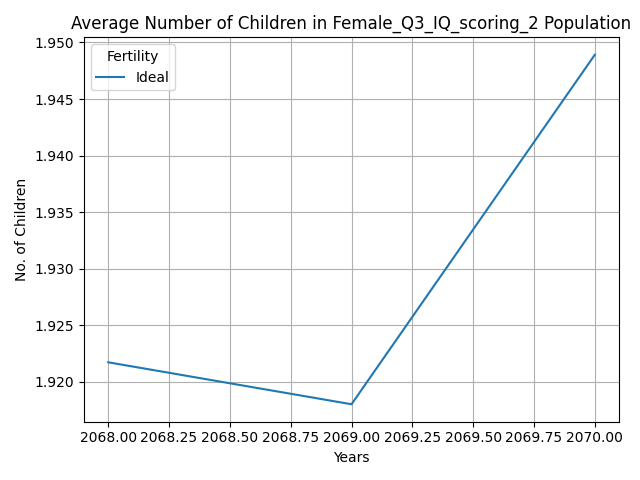 Average Number of Children in Female_Q3_IQ_scoring_2 Population
Fertility
Ideal
No. of Children
1.950
1.945
1.940
1.935
1.930
1.925
1.920
2068.00 2068.25 2068.50 2068.75 2069.00 2069.25 2069.50 2069.75 2070.00
Years